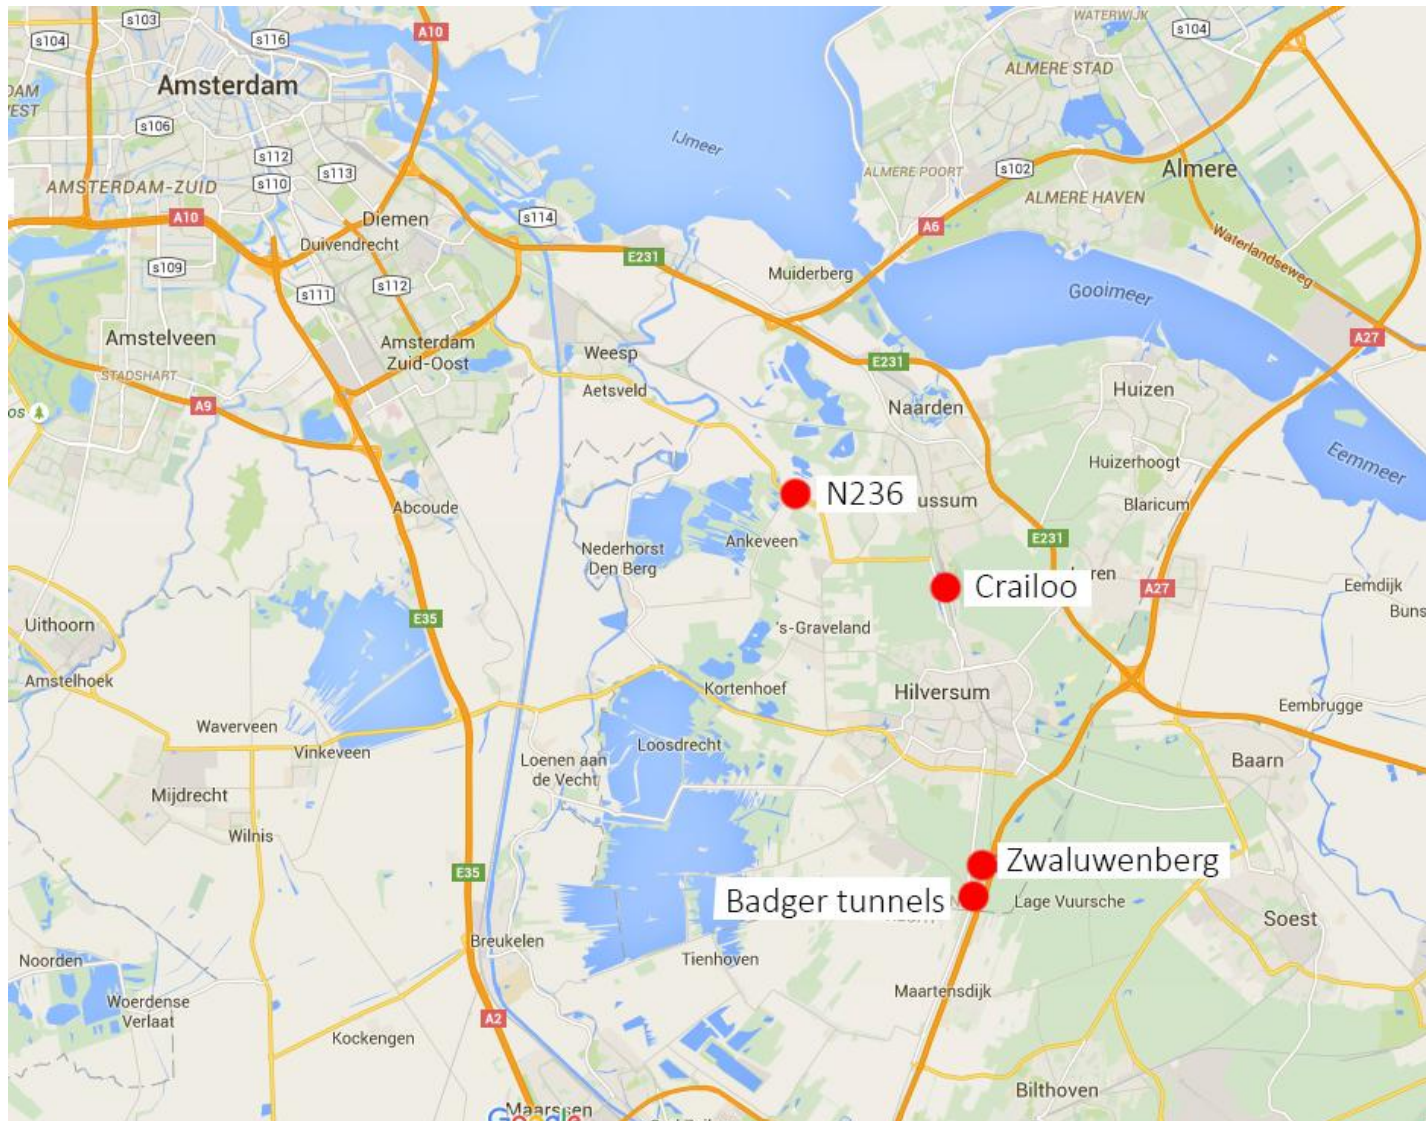 s103
A10
s104
s116
WATERWIJK
s104
Amsterdam
ALMERE STAD
s106
IJmeer
s112
s113
s110
ALMERE POORT
s102
Almere
AMSTERDAM-ZUID
ALMERE HAVEN
A10
Diemen
s114
A6
Duivendrecht
E231
Waterlandseweg
s109
s112
Muiderberg
s111
Gooimeer
Amstelveen
Amsterdam
Zuid-Oost
A27
Weesp
E231
STADSHART
Aetsveld
Huizen
A9
Naarden
Huizerhoogt
Eemmeer
N236
ussum
Abcoude
Blaricum
Ankeveen
E231
Nederhorst
Den Berg
Crailoo
A27
Eemdijk
E35
Buns
Uithoorn
's-Graveland
Amstelhoek
Kortenhoef
Hilversum
Eembrugge
Waverveen
Vinkeveen
Loosdrecht
Loenen aan
de Vecht
Baarn
Mijdrecht
Wilnis
Zwaluwenberg
E35
Badger tunnels
Lage Vuursche
Soest
Breukelen
Noorden
Tienhoven
Woerdense
Verlaat
Maartensdijk
A2
Kockengen
Bilthoven
Maarssen
Google